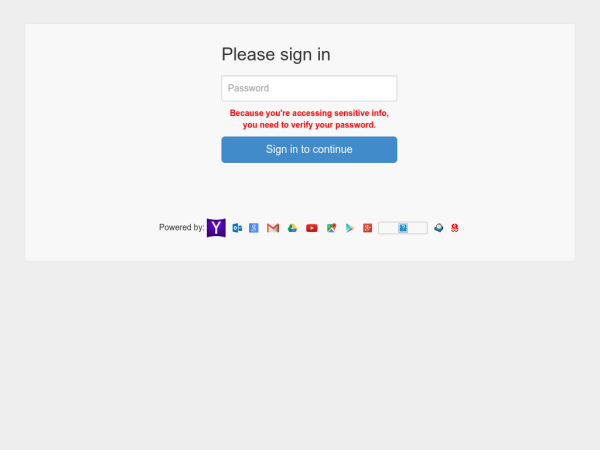 Please sign in
Password
Because you're accessing sensitive info,
you need to verify your password.
Sign in to continue
Powered by: